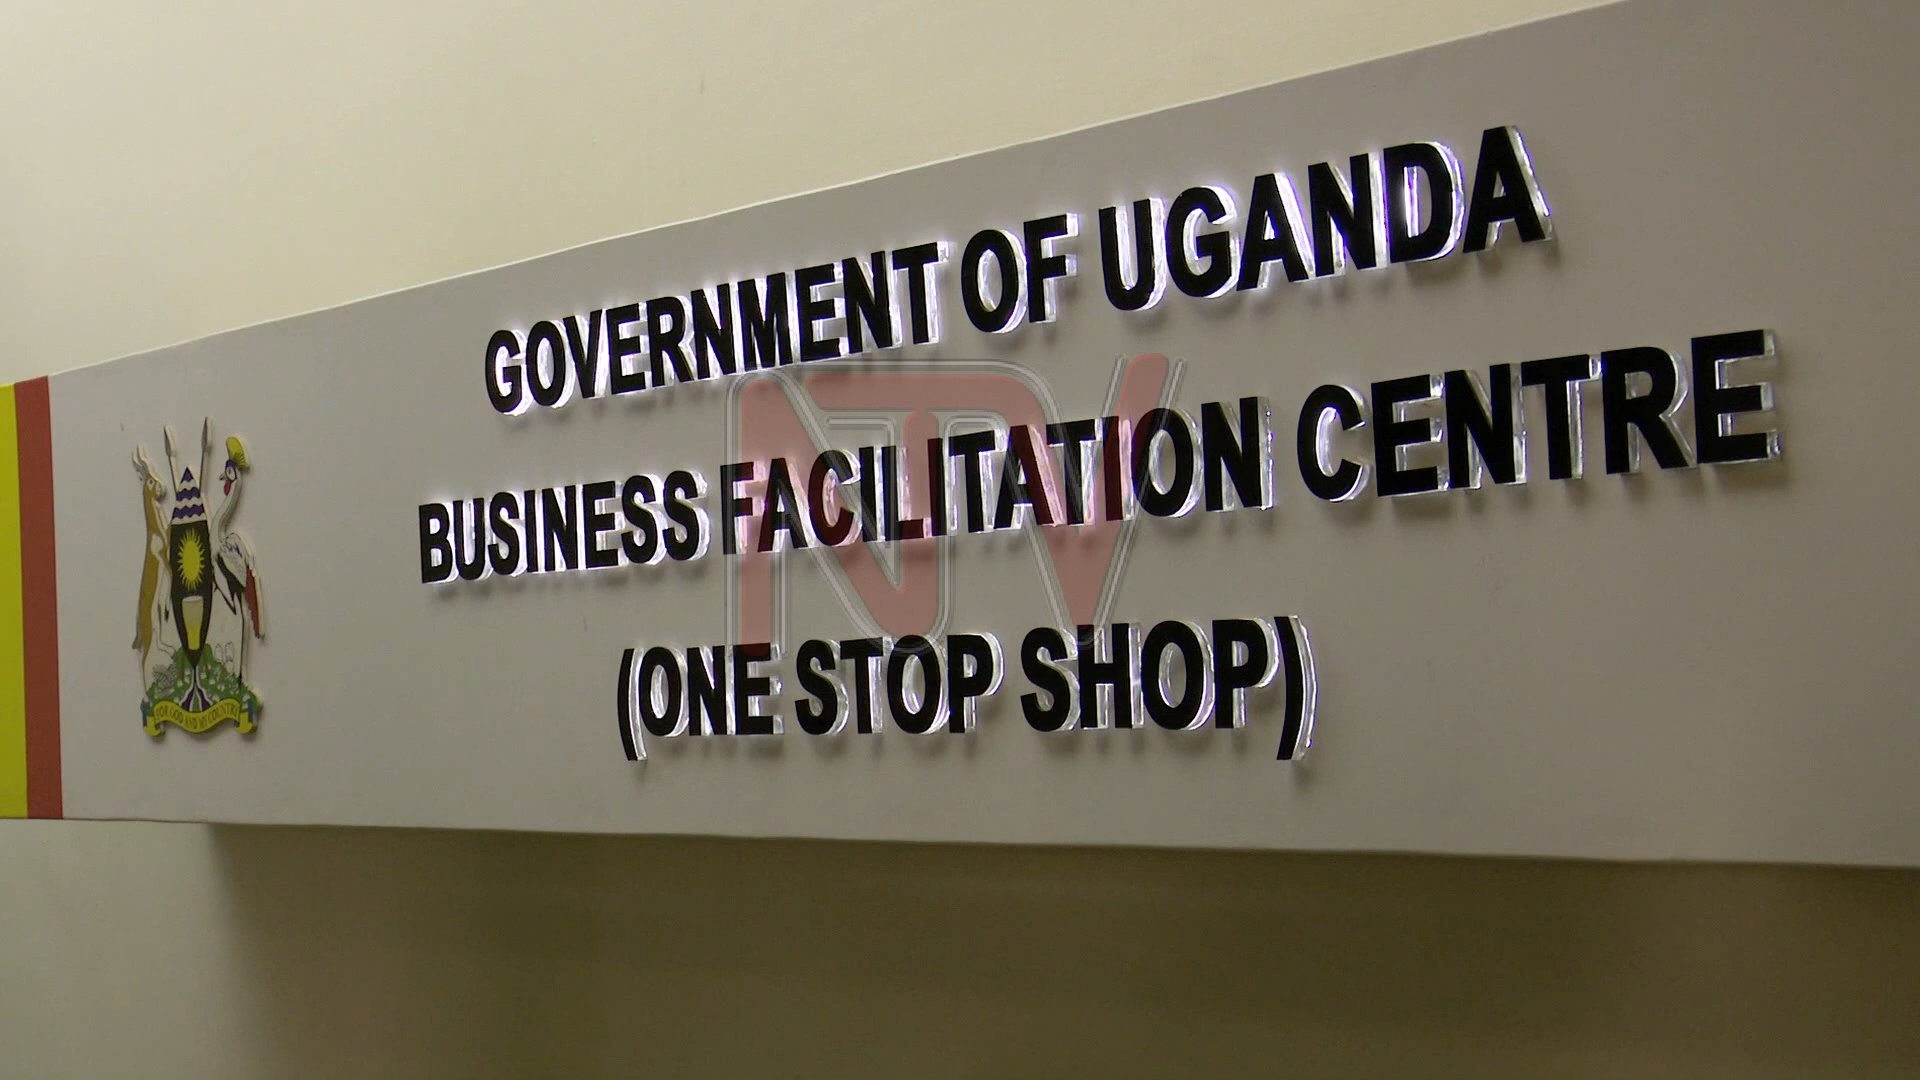 GOVERNMENT OF UGANDA
BUSINESS FACILITATION CENTRE
(ONE STOP SHOP)
FOR GOD AND MY COUNTRY
NTV